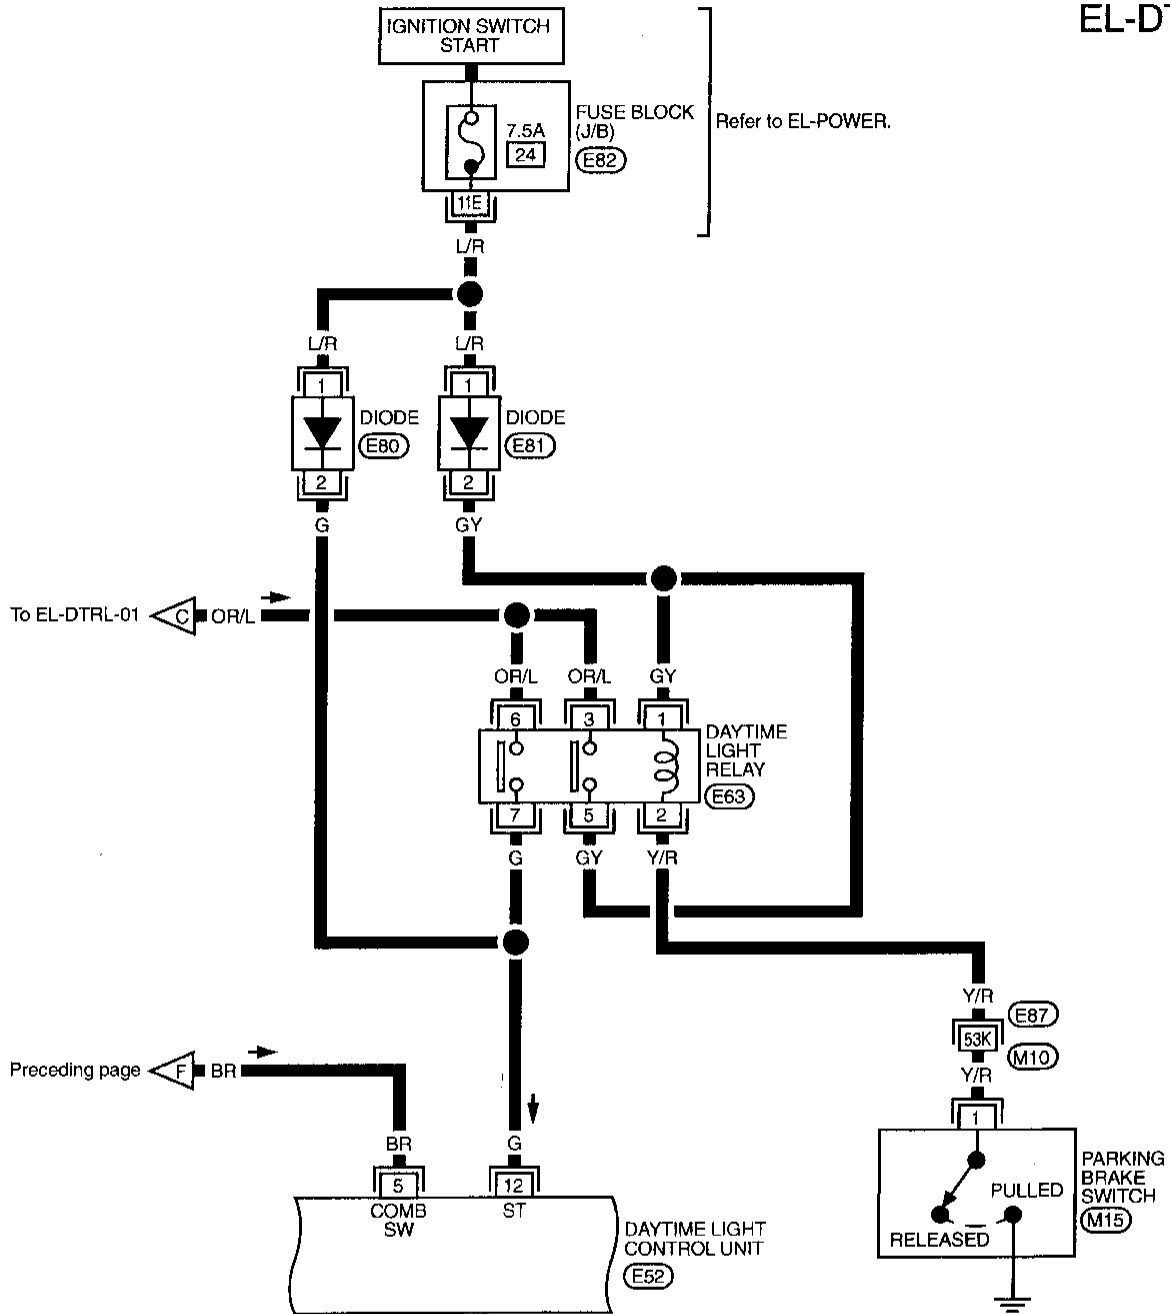 EL-DT
IGNITION SWITCH
START
FUSE BLOCK
(J/B)
E82
7.5A
24
Refer to EL-POWER.
11E
L/R
L/R
L/R
1
1
DIODE
E80
DIODE
E81
2
2
G
GY
To EL-DTRL-01
C
OR/L
OR/L
OR/L
GY
6
3
1
DAYTIME
LIGHT
RELAY
E63
7
5
2
G
GY
Y/R
Y/R
E87
53K
M10
Y/R
Preceding page
F
BR
1
BR
G
5
12
COMB
SW
ST
DAYTIME LIGHT
CONTROL UNIT
E52
PARKING
BRAKE
SWITCH
M15
PULLED
RELEASED